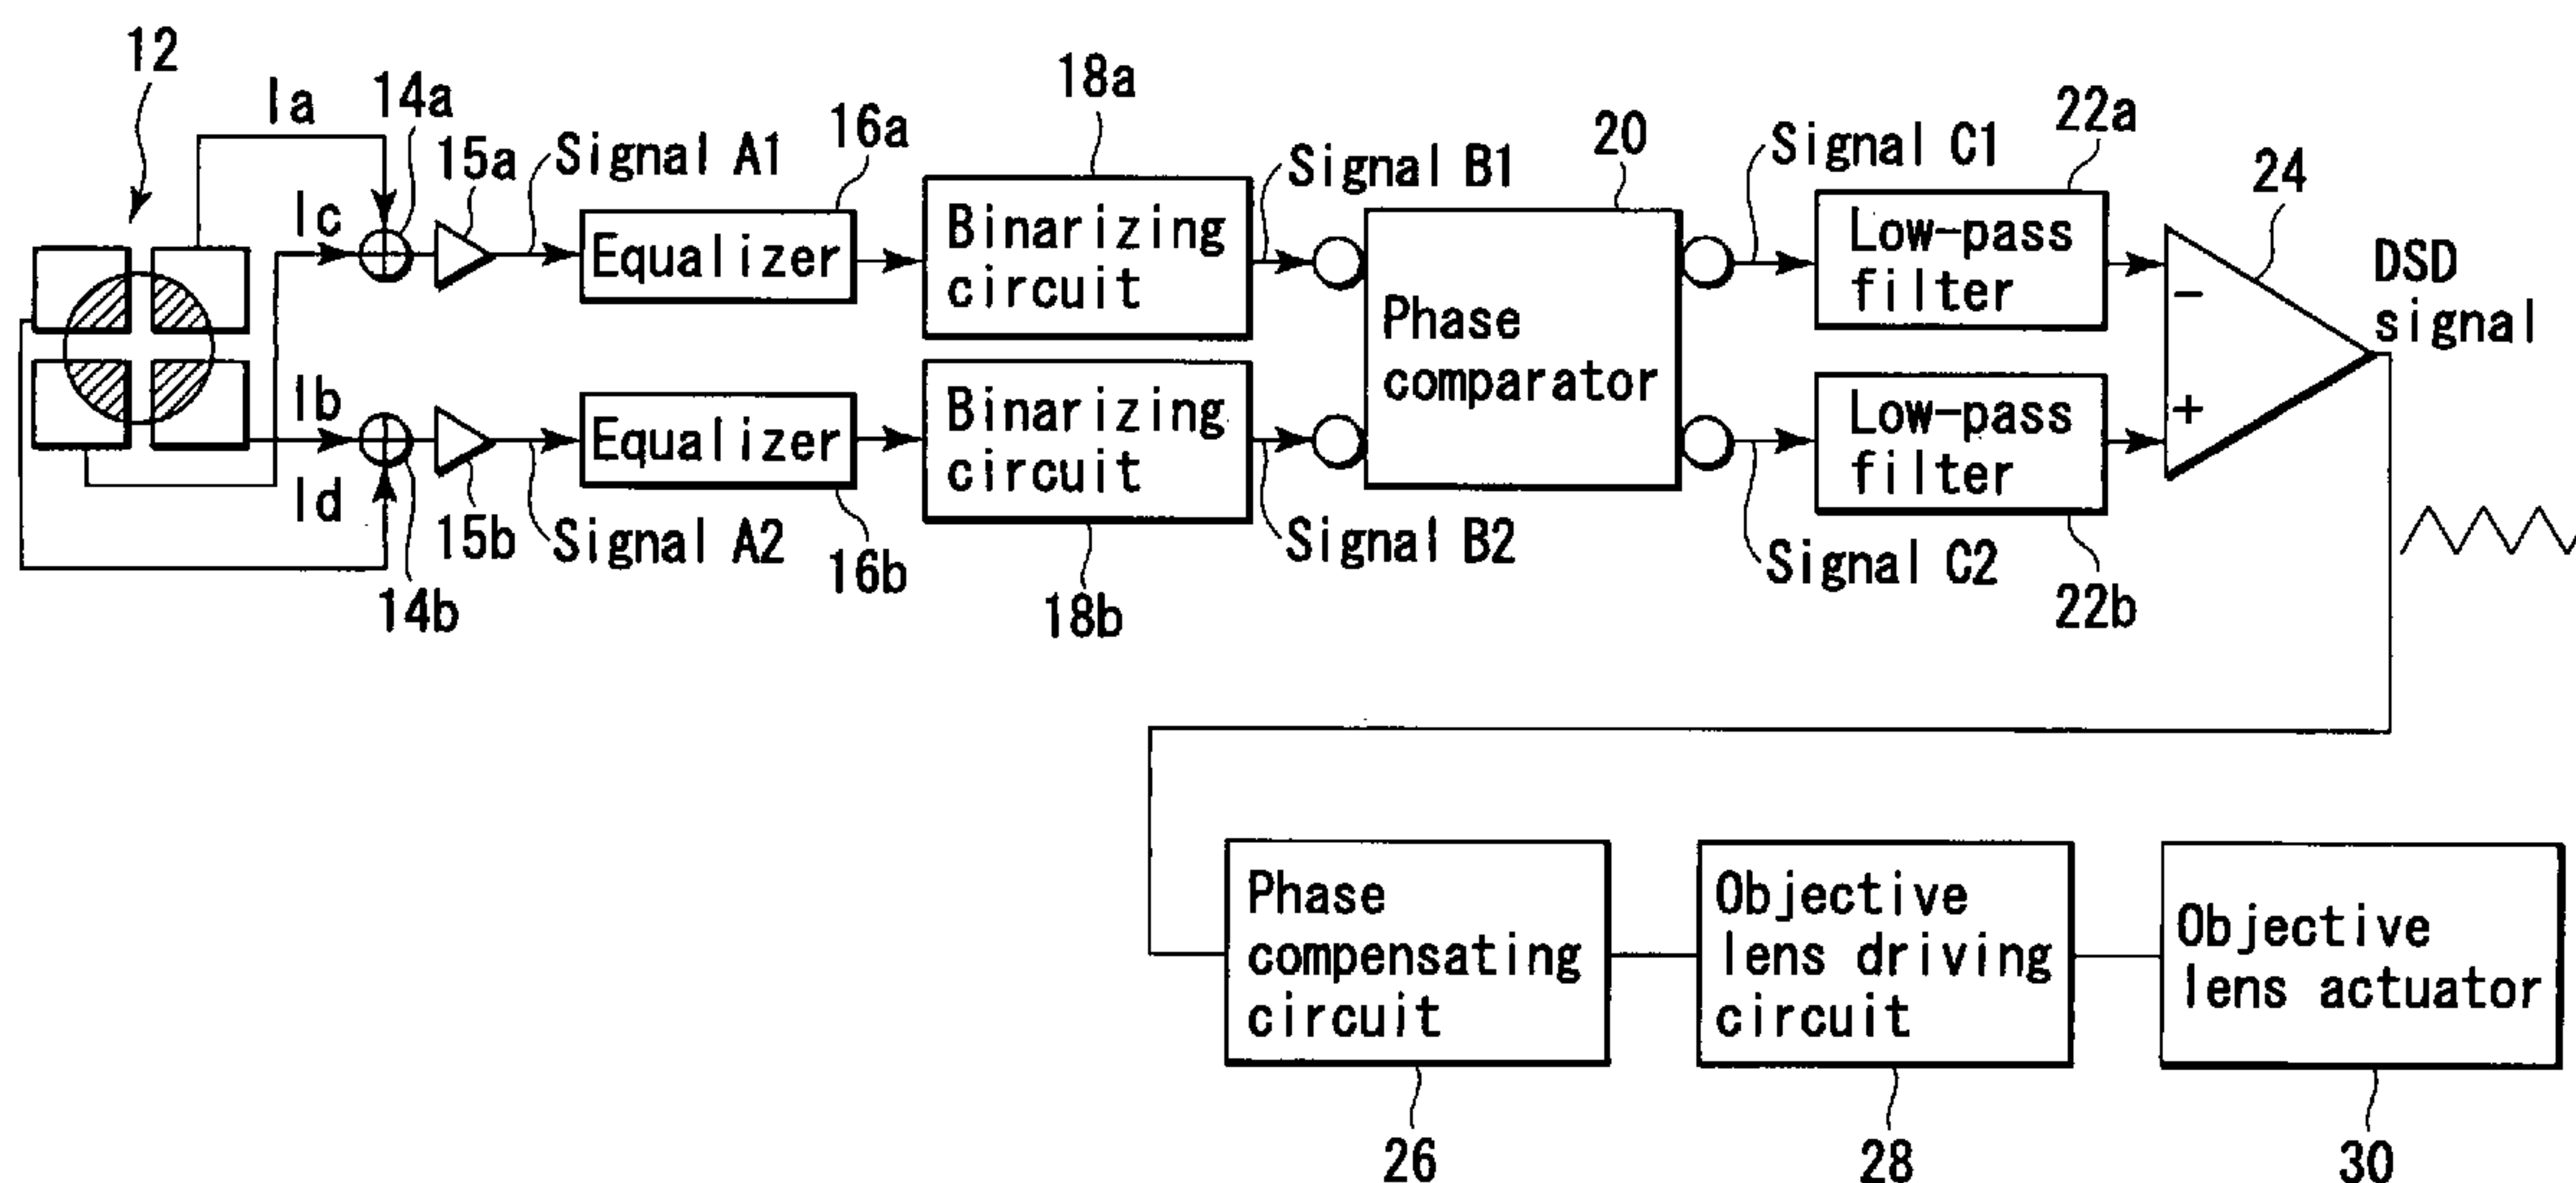 12
Ia
14a
15a
Signal A1
16a
18a
Signal B1
20
Signal C1
22a
24
Ic
Equalizer
Binarizing
circuit
Phase
comparator
Low-pass
filter
−
+
DSD
signal
Ib
Id
Equalizer
Binarizing
circuit
Low-pass
filter
14b
15b
Signal A2
16b
18b
Signal B2
Signal C2
22b
Phase
compensating
circuit
Objective
lens driving
circuit
Objective
lens actuator
26
28
30